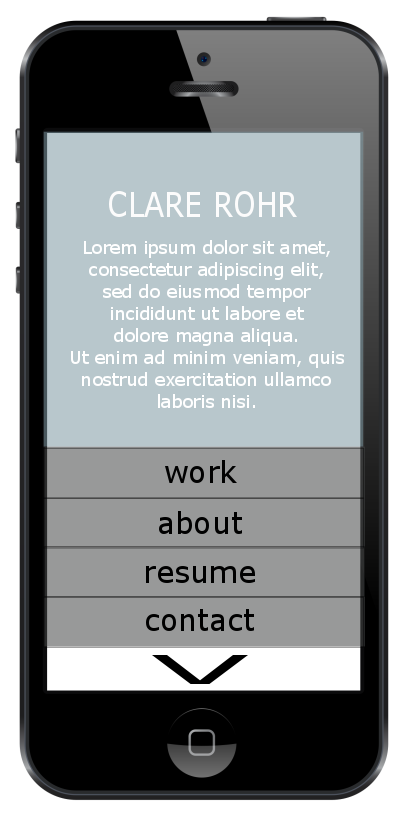 CLARE ROHR
Lorem ipsum dolor sit amet,
consectetur adipiscing elit,
sed do eiusmod tempor
incididunt ut labore et
dolore magna aliqua.
Ut enim ad minim veniam, quis
nostrud exercitation ullamco
laboris nisi.
work
about
resume
contact